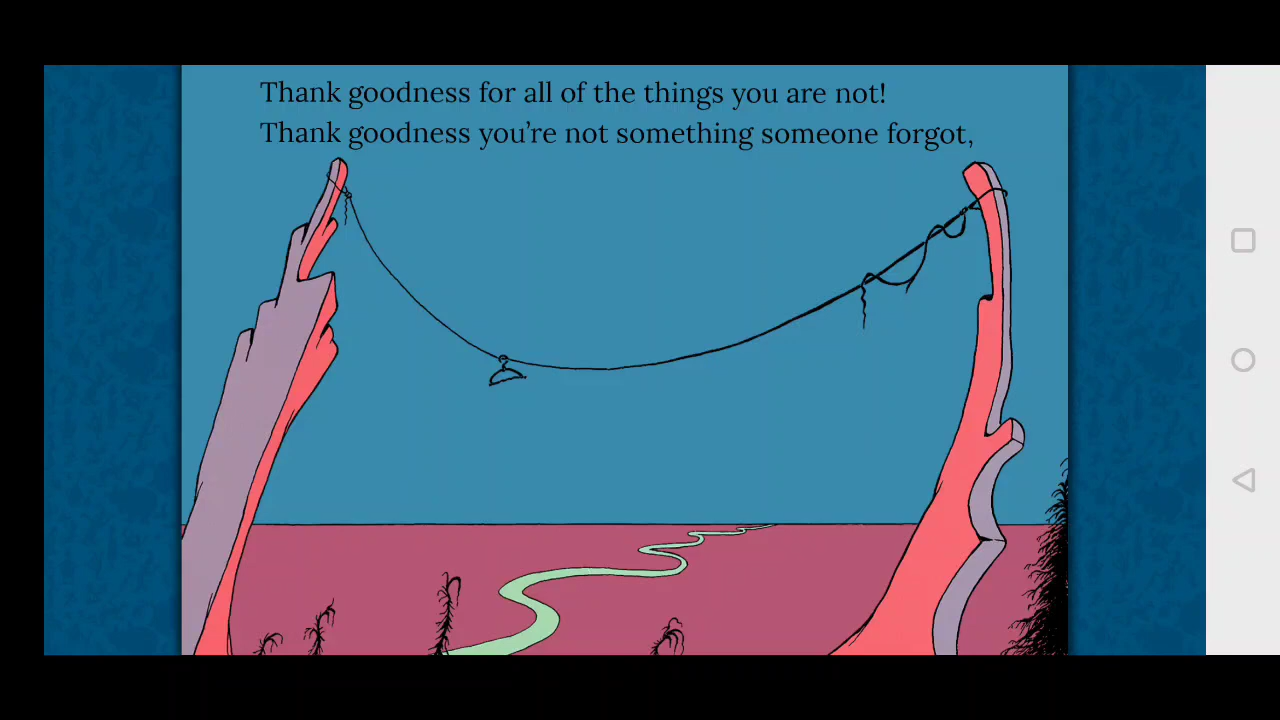 Thank goodness for all of the things you are not!
Thank goodness you’re not something someone forgot,